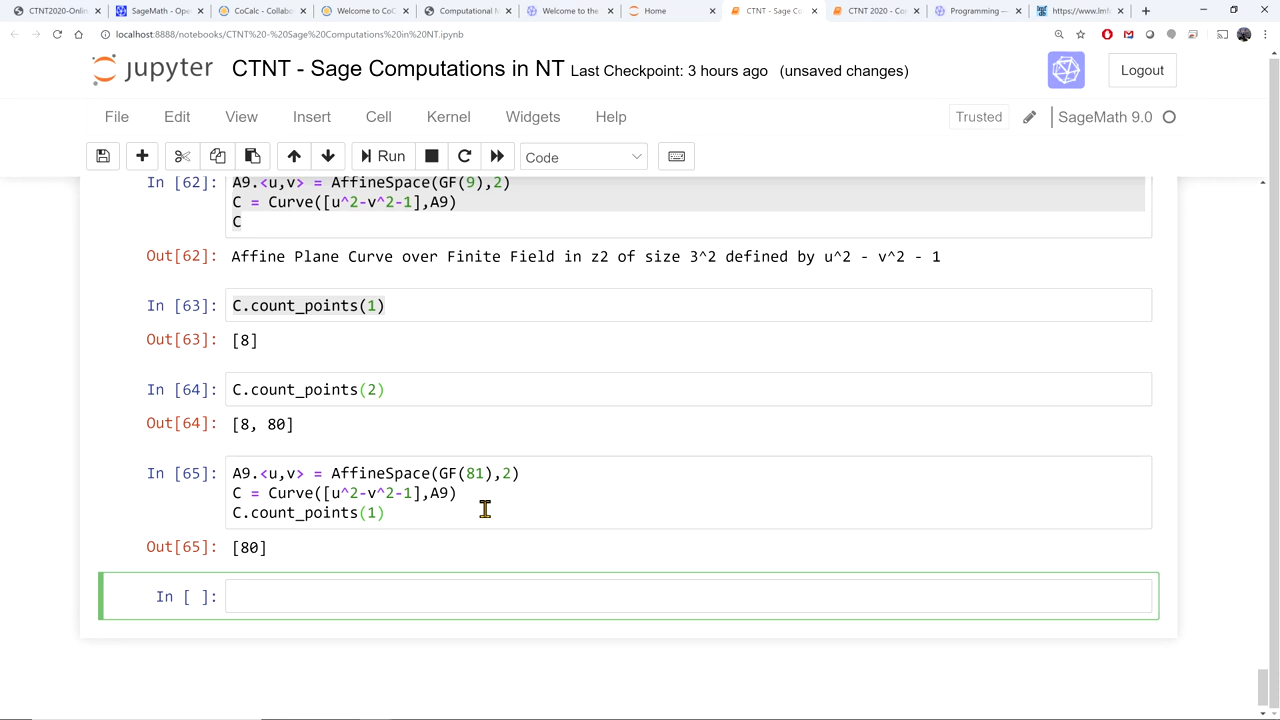 CTNT2020-Onlin
SageMath - Ope
CoCalc - Collabo
Welcome to CoC
Computational N
Welcome to the
Home
CTNT - Sage Co
CTNT 2020 - Co
Programming —
https://www.lmf
localhost:8888/notebooks/CTNT%20-%20Sage%20Computations%20in%20NT.ipynb
jupyter CTNT - Sage Computations in NT Last Checkpoint: 3 hours ago (unsaved changes) Logout
File Edit View Insert Cell Kernel Widgets Help Trusted SageMath 9.0
Run Code
In [62]: A9.<u,v> = AffineSpace(GF(9),2)
C = Curve([u^2-v^2-1],A9)
C
Out[62]: Affine Plane Curve over Finite Field in z2 of size 3^2 defined by u^2 - v^2 - 1
In [63]: C.count_points(1)
Out[63]: [8]
In [64]: C.count_points(2)
Out[64]: [8, 80]
In [65]: A9.<u,v> = AffineSpace(GF(81),2)
C = Curve([u^2-v^2-1],A9)
C.count_points(1)
Out[65]: [80]
In [ ]: